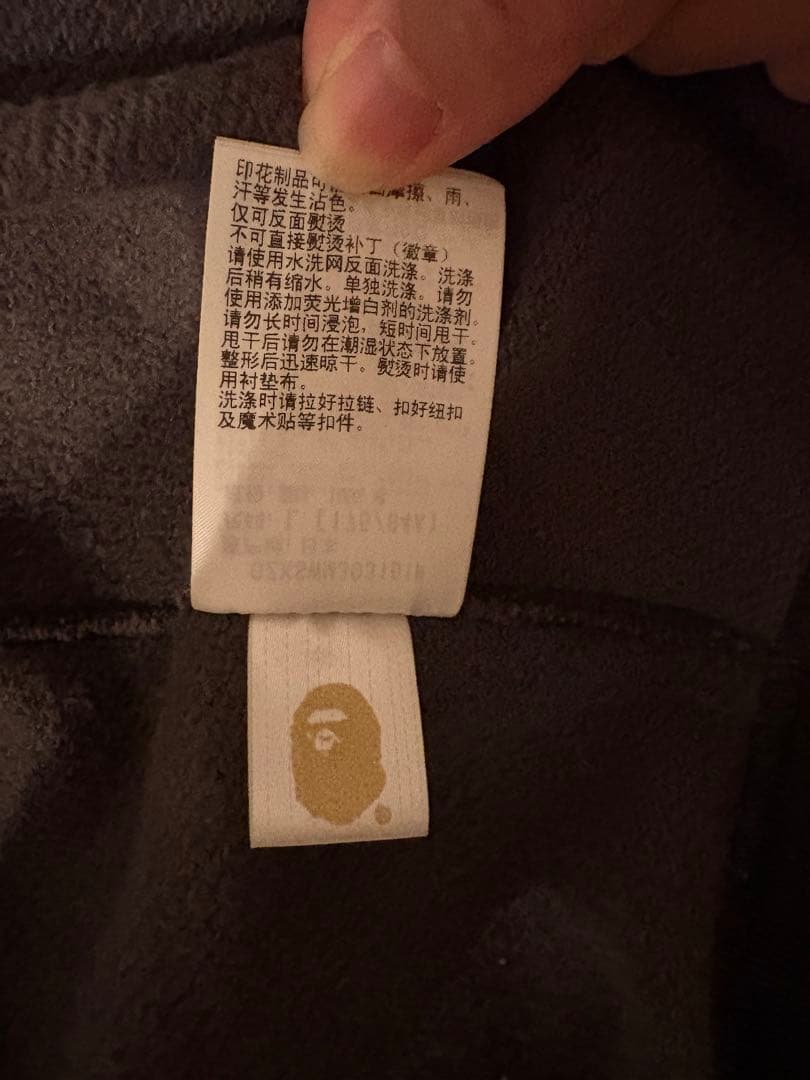 印花制品可 摩擦、雨、
汗等发生沾色。
仅可反面熨烫
不可直接熨烫补丁（徽章）
请使用水洗网反面洗涤。洗涤
后稍有缩水。单独洗涤。请勿
使用添加荧光增白剂的洗涤剂。
请勿长时间浸泡，短时间甩干。
甩干后请勿在潮湿状态下放置。
整形后迅速晾干。熨烫时请使
用衬垫布。
洗涤时请拉好拉链、扣好纽扣
及魔术贴等扣件。